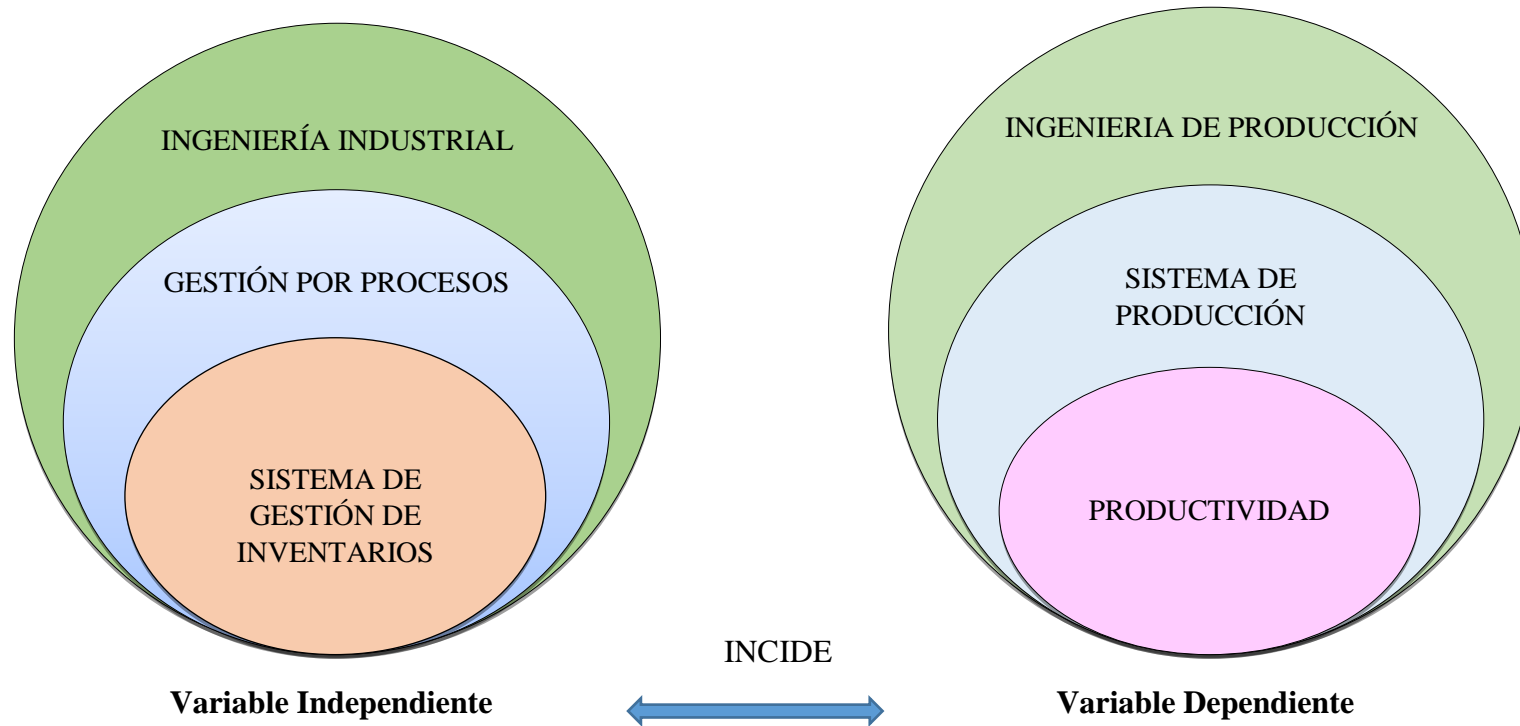 INGENIERÍA INDUSTRIAL
GESTIÓN POR PROCESOS
SISTEMA DE
GESTIÓN DE
INVENTARIOS
Variable Independiente
INCIDE
INGENIERIA DE PRODUCCIÓN
SISTEMA DE
PRODUCCIÓN
PRODUCTIVIDAD
Variable Dependiente